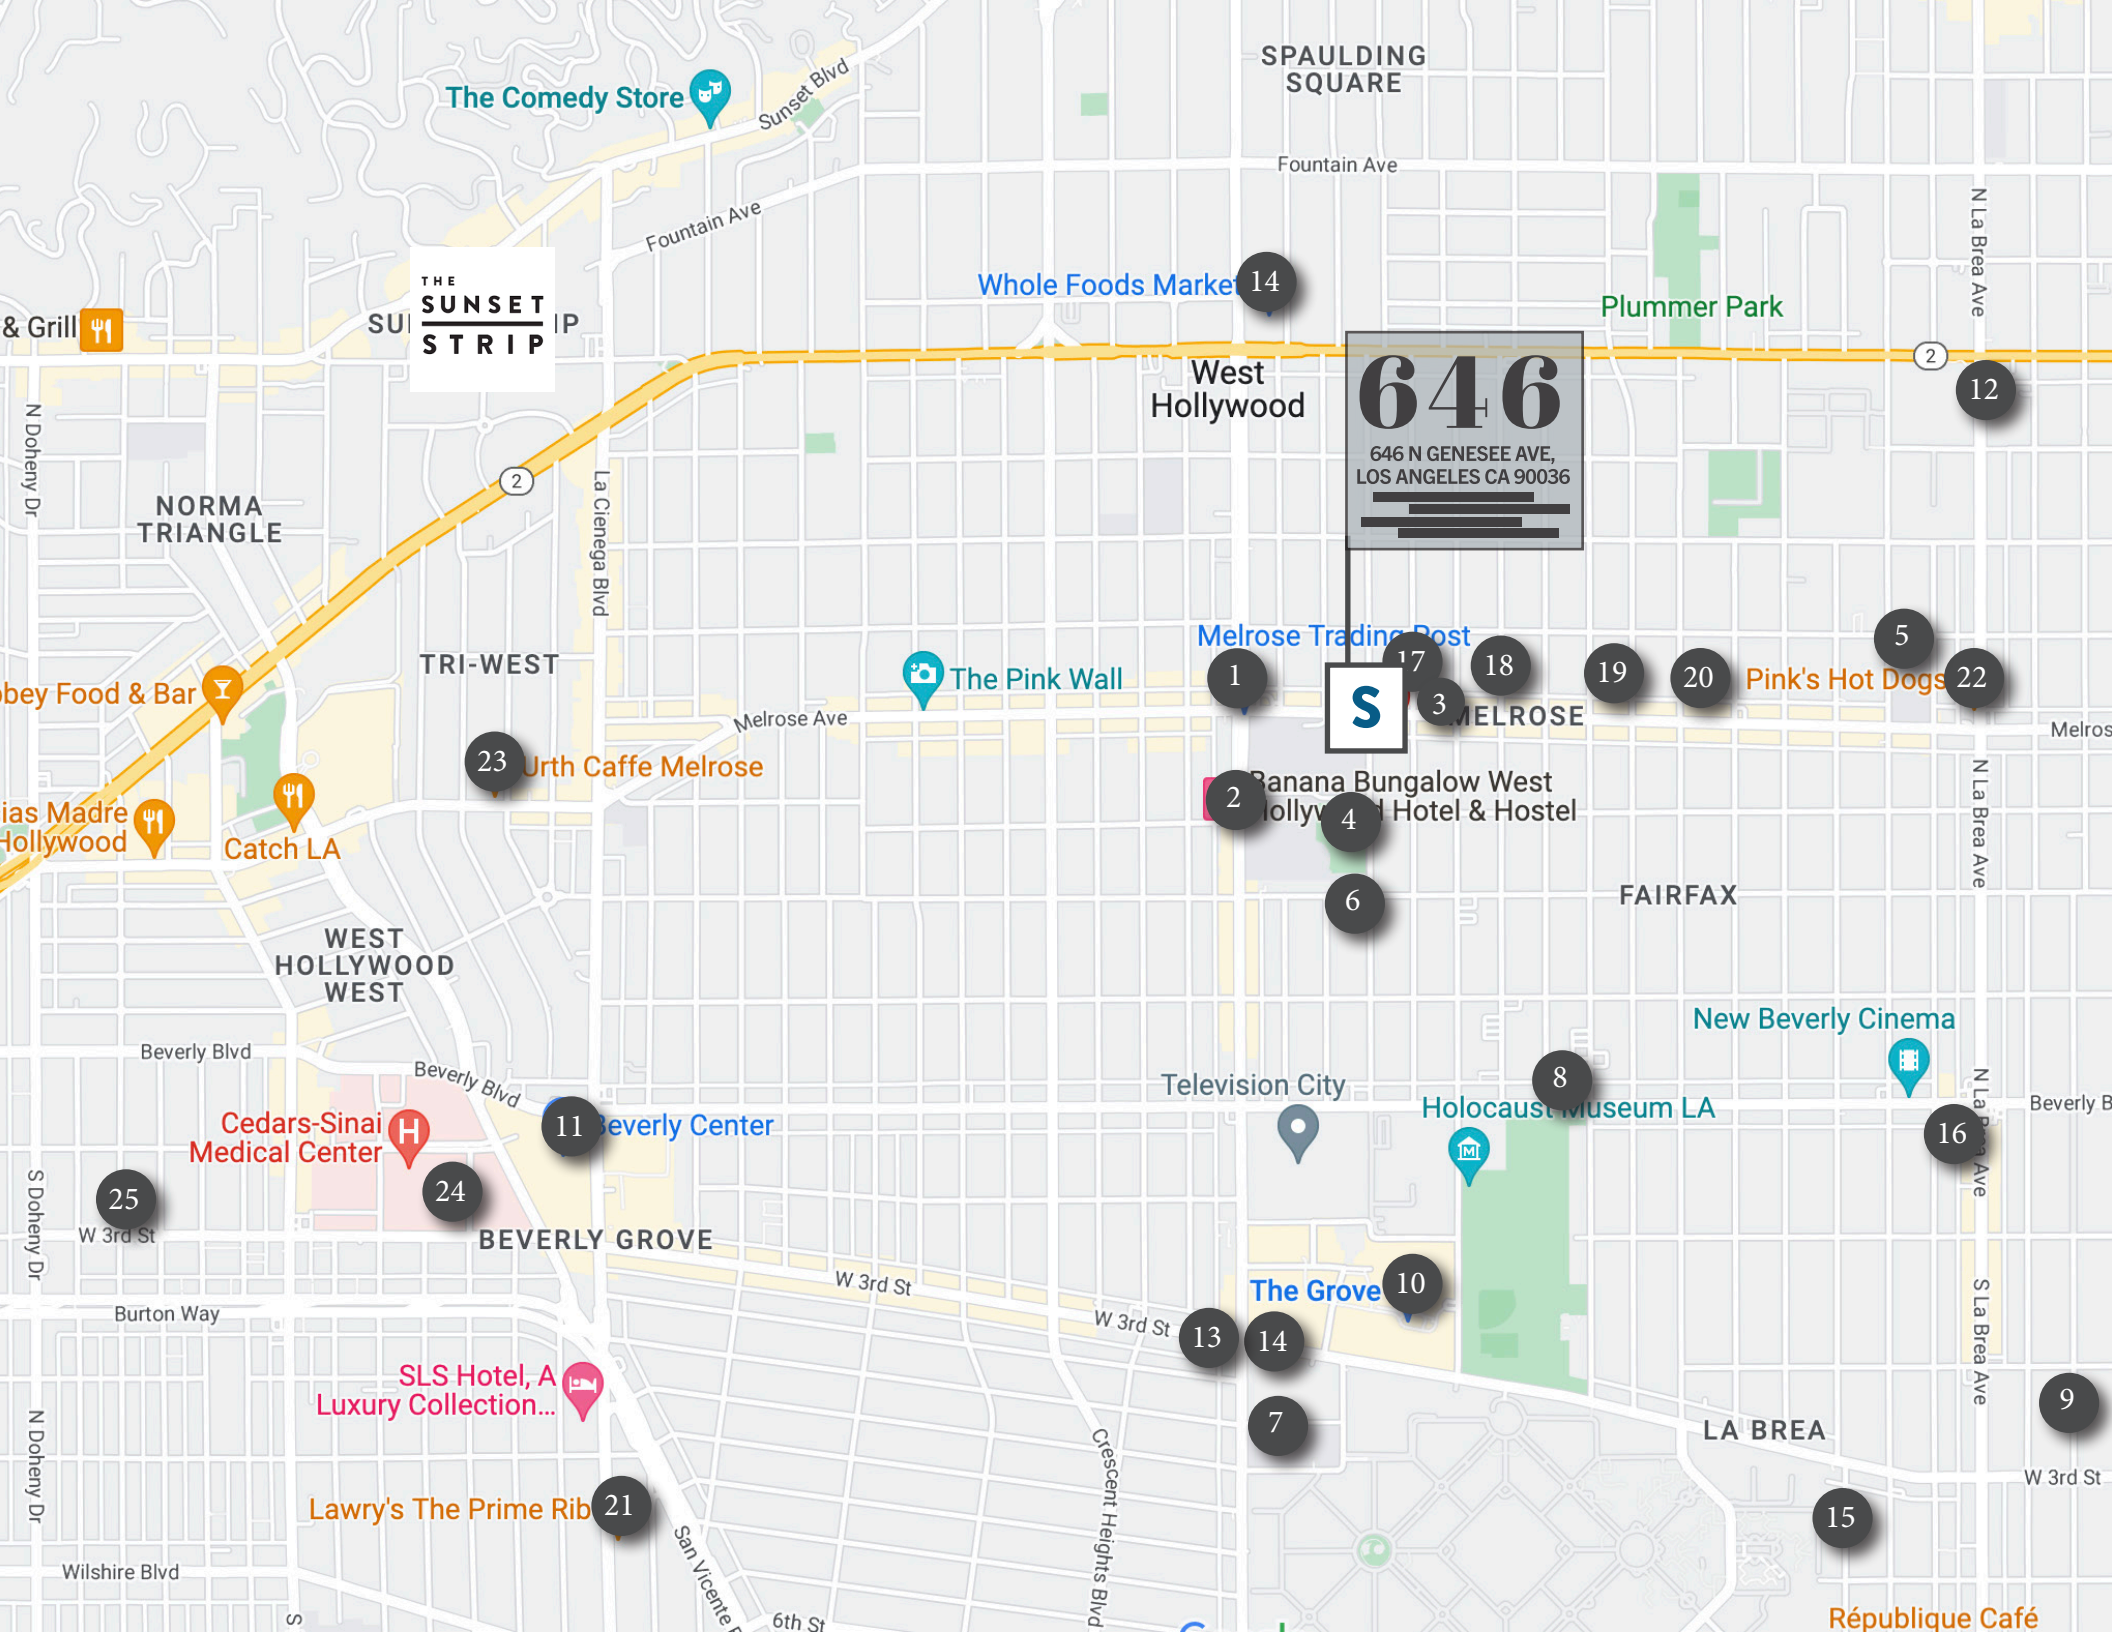 SPAULDING
SQUARE
The Comedy Store
Sunset Blvd
Fountain Ave
Fountain Ave
N La Brea Ave
Whole Foods Market
14
THE
SUNSET
STRIP
SU
IP
& Grill
Plummer Park
2
12
West
Hollywood
646
646 N GENESEE AVE,
LOS ANGELES CA 90036
N Doheny Dr
2
La Cienega Blvd
NORMA
TRIANGLE
TRI-WEST
Melrose Trading Post
17
18
19
20
5
22
1
3
S
The Pink Wall
Pink's Hot Dogs
bbey Food & Bar
Melrose Ave
MELROSE
Melros
23
Urth Caffe Melrose
N La Brea Ave
2
Banana Bungalow West
Hollywood Hotel & Hostel
4
ias Madre
Hollywood
Catch LA
6
FAIRFAX
WEST
HOLLYWOOD
WEST
New Beverly Cinema
Beverly Blvd
Beverly Blvd
Television City
8
Holocaust Museum LA
N La Brea Ave
Beverly B
Cedars-Sinai
Medical Center
11
Beverly Center
16
24
25
W 3rd St
S Doheny Dr
BEVERLY GROVE
W 3rd St
The Grove
10
W 3rd St
13
14
S La Brea Ave
Burton Way
SLS Hotel, A
Luxury Collection...
7
9
LA BREA
W 3rd St
N Doheny Dr
Crescent Heights Blvd
Lawry's The Prime Rib
21
15
San Vicente
Wilshire Blvd
S
6th St
République Café